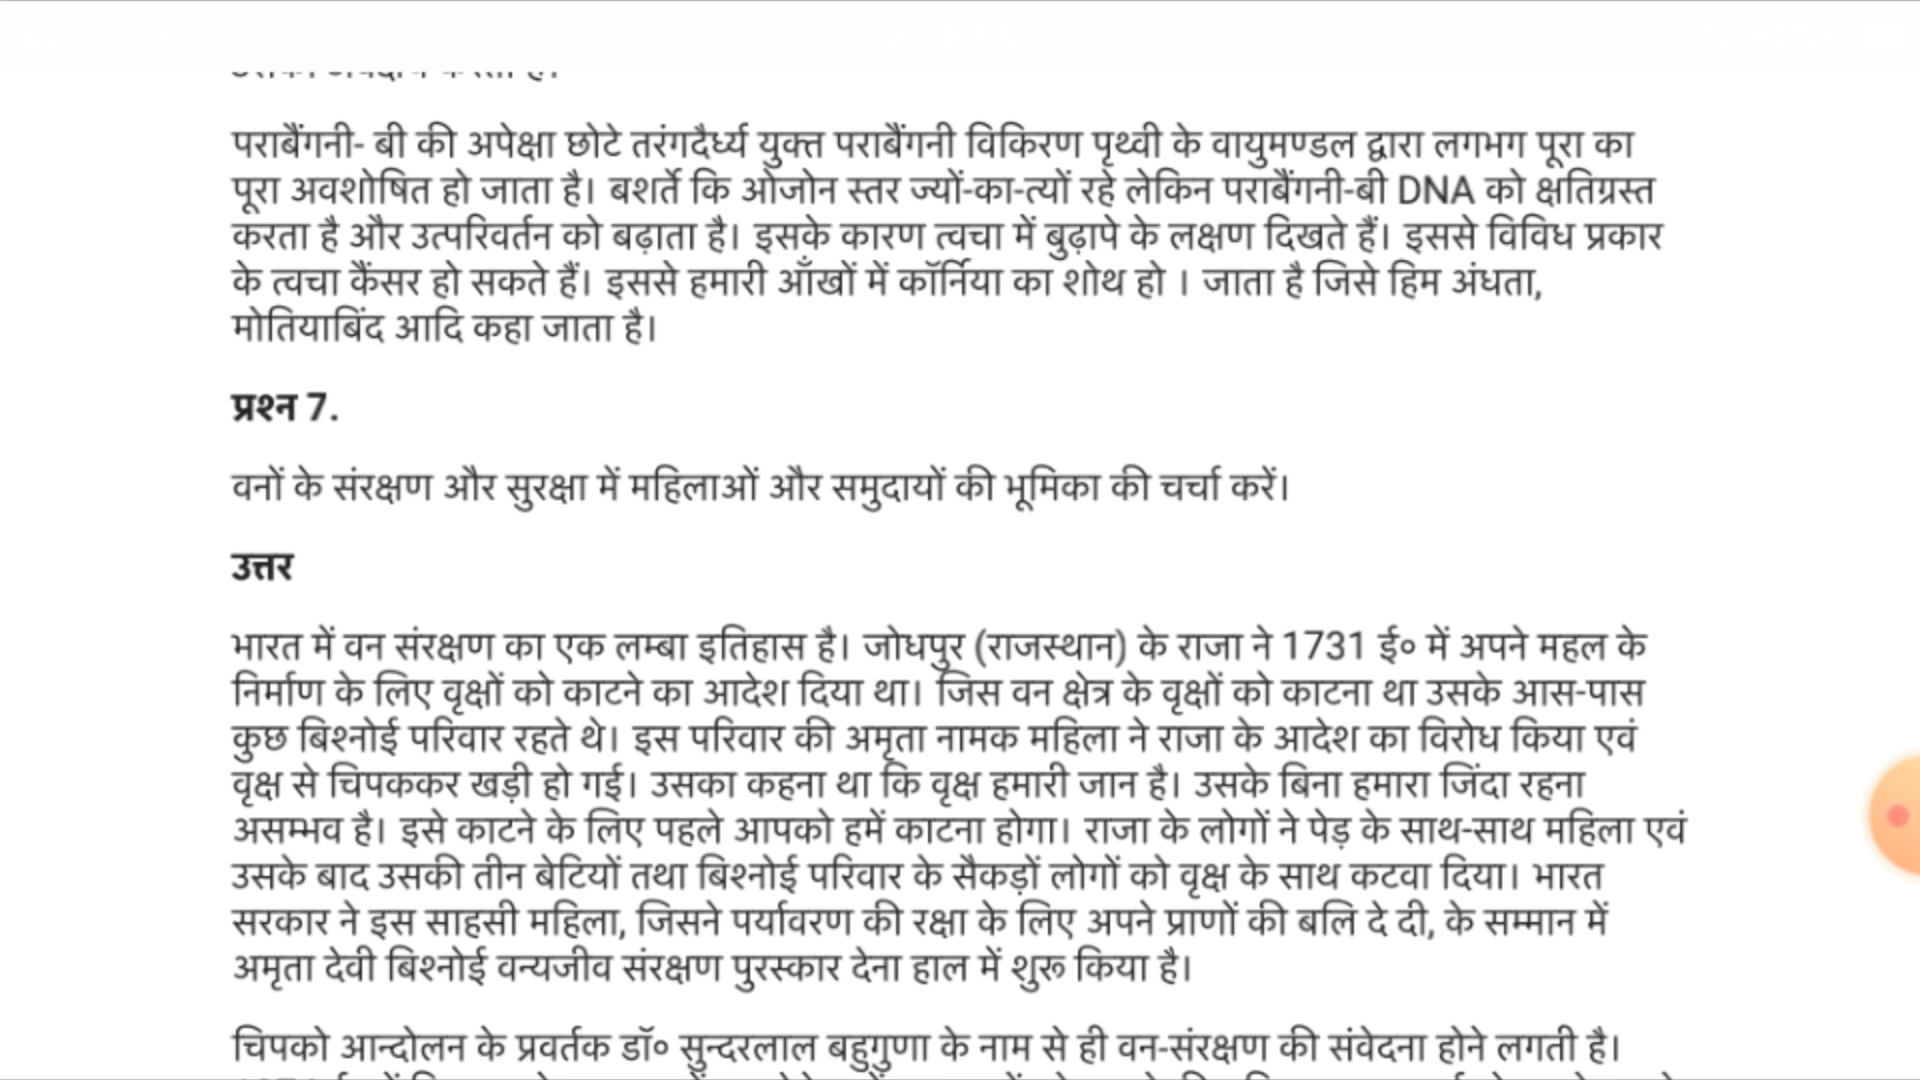 पराबैंगनी- बी की अपेक्षा छोटे तरंगदैर्ध्य युक्त पराबैंगनी विकिरण पृथ्वी के वायुमण्डल द्वारा लगभग पूरा का
पूरा अवशोषित हो जाता है। बशर्ते कि ओजोन स्तर ज्यों-का-त्यों रहे लेकिन पराबैंगनी-बी DNA को क्षतिग्रस्त
करता है और उत्परिवर्तन को बढ़ाता है। इसके कारण त्वचा में बुढ़ापे के लक्षण दिखते हैं। इससे विविध प्रकार
के त्वचा कैंसर हो सकते हैं। इससे हमारी आँखों में कॉर्निया का शोथ हो । जाता है जिसे हिम अंधता,
मोतियाबिंद आदि कहा जाता है।
प्रश्न 7.
वनों के संरक्षण और सुरक्षा में महिलाओं और समुदायों की भूमिका की चर्चा करें।
उत्तर
भारत में वन संरक्षण का एक लम्बा इतिहास है। जोधपुर (राजस्थान) के राजा ने 1731 ई० में अपने महल के
निर्माण के लिए वृक्षों को काटने का आदेश दिया था। जिस वन क्षेत्र के वृक्षों को काटना था उसके आस-पास
कुछ बिश्नोई परिवार रहते थे। इस परिवार की अमृता नामक महिला ने राजा के आदेश का विरोध किया एवं
वृक्ष से चिपककर खड़ी हो गई। उसका कहना था कि वृक्ष हमारी जान है। उसके बिना हमारा जिंदा रहना
असम्भव है। इसे काटने के लिए पहले आपको हमें काटना होगा। राजा के लोगों ने पेड़ के साथ-साथ महिला एवं
उसके बाद उसकी तीन बेटियों तथा बिश्नोई परिवार के सैकड़ों लोगों को वृक्ष के साथ कटवा दिया। भारत
सरकार ने इस साहसी महिला, जिसने पर्यावरण की रक्षा के लिए अपने प्राणों की बलि दे दी, के सम्मान में
अमृता देवी बिश्नोई वन्यजीव संरक्षण पुरस्कार देना हाल में शुरू किया है।
चिपको आन्दोलन के प्रवर्तक डॉ० सुन्दरलाल बहुगुणा के नाम से ही वन-संरक्षण की संवेदना होने लगती है।